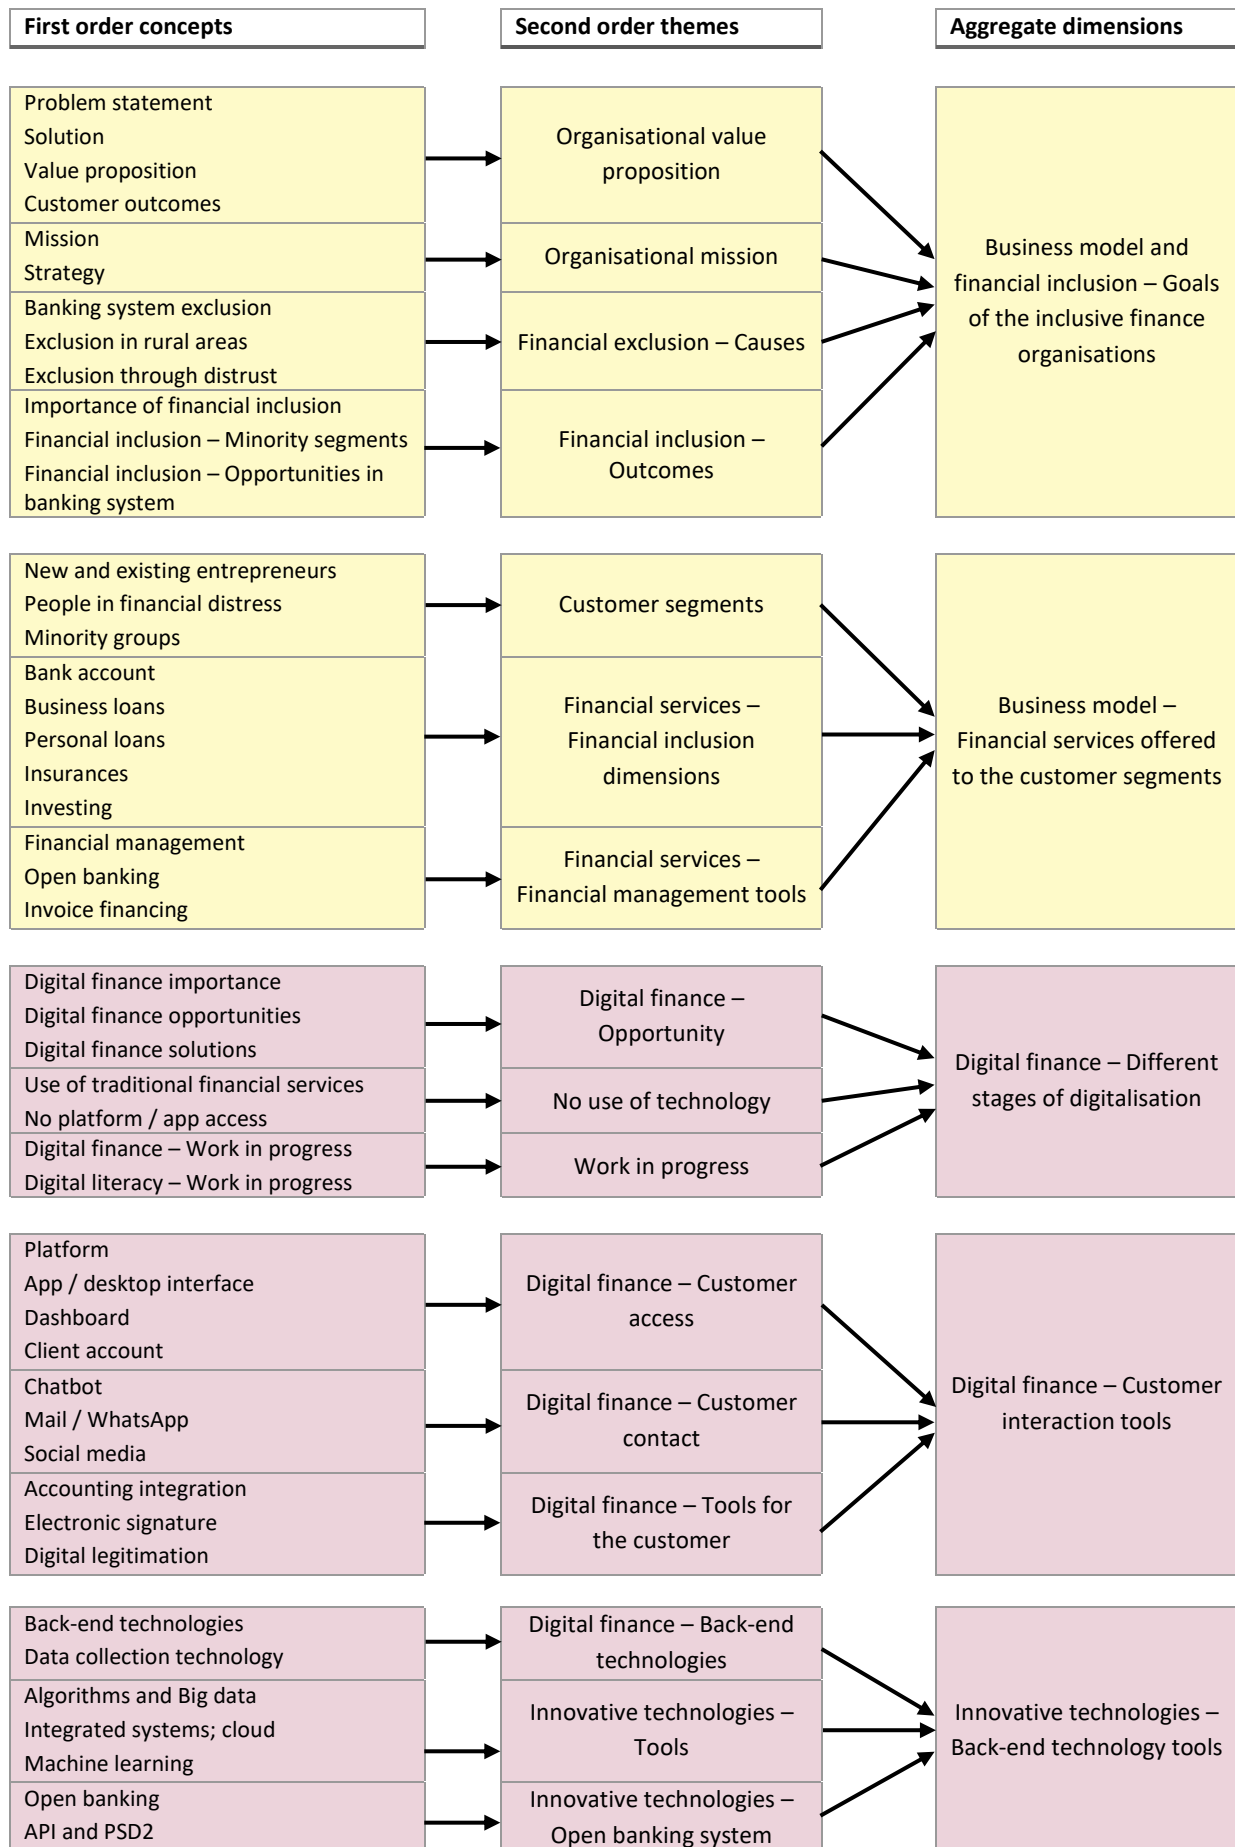 First order concepts
Second order themes
Aggregate dimensions
Problem statement
Solution
Value proposition
Customer outcomes
Organisational value
proposition
Mission
Strategy
Organisational mission
Banking system exclusion
Exclusion in rural areas
Exclusion through distrust
Financial exclusion – Causes
Importance of financial inclusion
Financial inclusion – Minority segments
Financial inclusion – Opportunities in
banking system
Financial inclusion –
Outcomes
Business model and
financial inclusion – Goals
of the inclusive finance
organisations
New and existing entrepreneurs
People in financial distress
Minority groups
Customer segments
Bank account
Business loans
Personal loans
Insurances
Investing
Financial services –
Financial inclusion
dimensions
Financial management
Open banking
Invoice financing
Financial services –
Financial management tools
Business model –
Financial services offered
to the customer segments
Digital finance importance
Digital finance opportunities
Digital finance solutions
Digital finance –
Opportunity
Use of traditional financial services
No platform / app access
No use of technology
Digital finance – Work in progress
Digital literacy – Work in progress
Work in progress
Digital finance – Different
stages of digitalisation
Platform
App / desktop interface
Dashboard
Client account
Digital finance – Customer
access
Chatbot
Mail / WhatsApp
Social media
Digital finance – Customer
contact
Accounting integration
Electronic signature
Digital legitimation
Digital finance – Tools for
the customer
Digital finance – Customer
interaction tools
Back-end technologies
Data collection technology
Digital finance – Back-end
technologies
Algorithms and Big data
Integrated systems; cloud
Machine learning
Innovative technologies –
Tools
Open banking
API and PSD2
Innovative technologies –
Open banking system
Innovative technologies –
Back-end technology tools